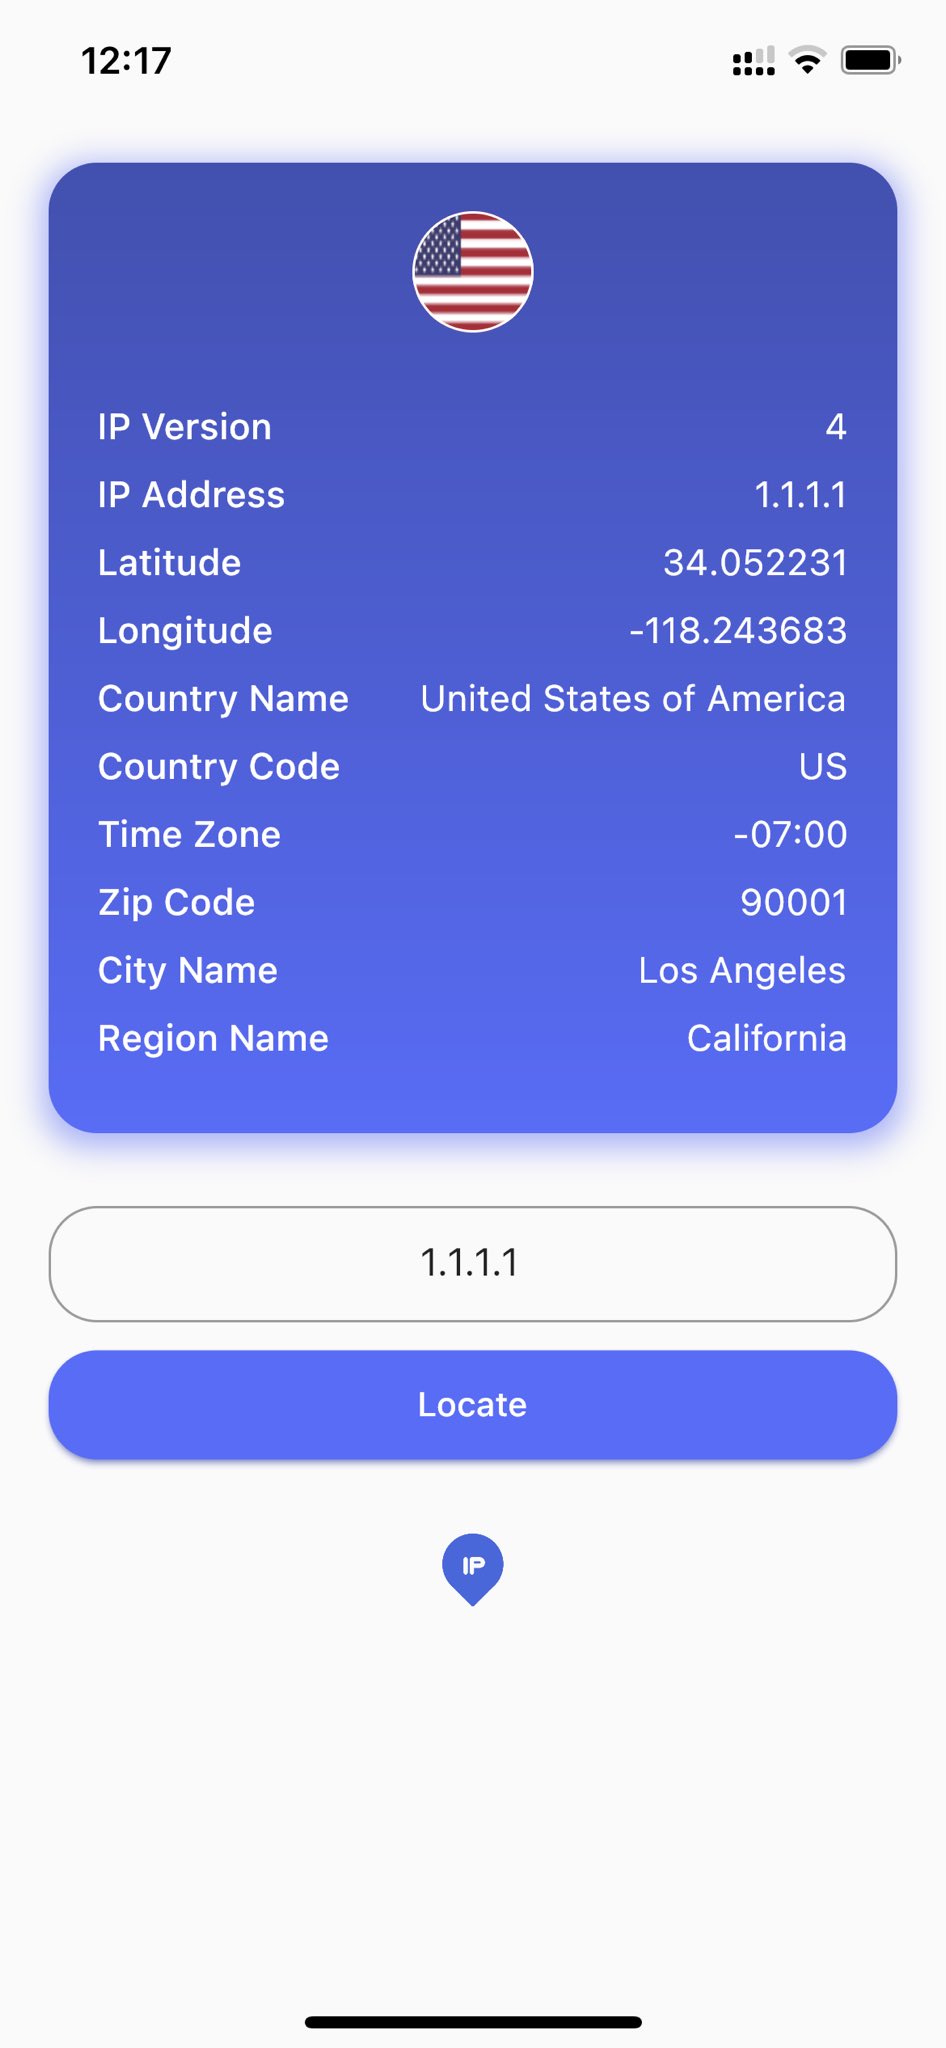 12:17
IP Version 4
IP Address 1.1.1.1
Latitude 34.052231
Longitude -118.243683
Country Name United States of America
Country Code US
Time Zone -07:00
Zip Code 90001
City Name Los Angeles
Region Name California
1.1.1.1
Locate
IP